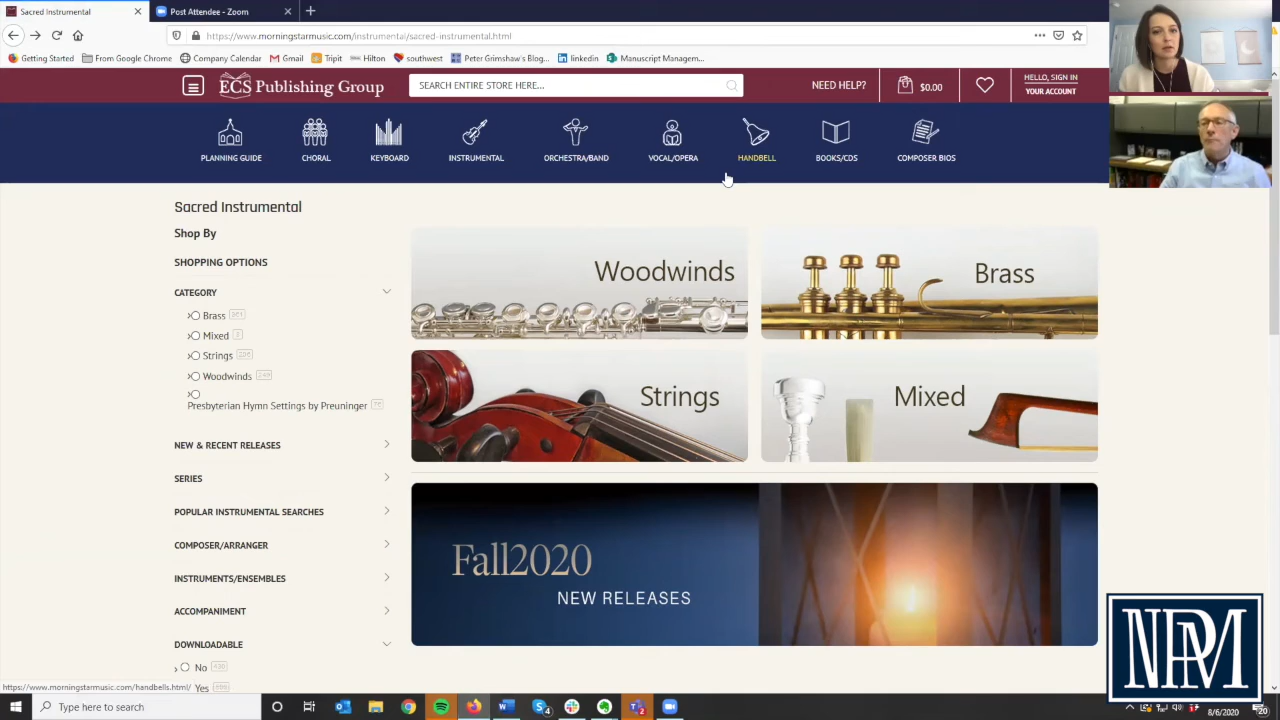 Sacred Instrumental
Post Attendee - Zoom
https://www.morningstarmusic.com/instrumental/sacred-instrumental.html
Getting Started
From Google Chrome
Company Calendar
Gmail
Tripit
Hilton
southwest
Peter Grimshaw's Blog...
linkedin
Manuscript Managem...
ECS Publishing Group
SEARCH ENTIRE STORE HERE...
NEED HELP?
$0.00
HELLO, SIGN IN
YOUR ACCOUNT
PLANNING GUIDE
CHORAL
KEYBOARD
INSTRUMENTAL
ORCHESTRA/BAND
VOCAL/OPERA
HANDBELL
BOOKS/CDS
COMPOSER BIOS
Sacred Instrumental
Shop By
SHOPPING OPTIONS
CATEGORY
Brass
Mixed
Strings
Woodwinds
Presbyterian Hymn Settings by Preuninger
NEW & RECENT RELEASES
SERIES
POPULAR INSTRUMENTAL SEARCHES
COMPOSER/ARRANGER
INSTRUMENTS/ENSEMBLES
ACCOMPANIMENT
DOWNLOADABLE
No
Yes
Woodwinds
Brass
Strings
Mixed
Fall2020
NEW RELEASES
NPM
https://www.morningstarmusic.com/handbells.html/
Type here to search
8/6/2020
20